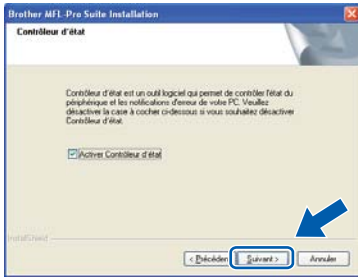 Brother MFL-Pro Suite Installation
Contrôleur d'état
Contrôleur d'état est un outil logiciel qui permet de contrôler l'état du
périphérique et les notifications d'erreur de votre PC. Veuillez
désactiver la case à cocher ci-dessous si vous souhaitez désactiver
Contrôleur d'état.
Activer Contrôleur d'état
InstallShield
< Précéden
Suivant >
Annuler